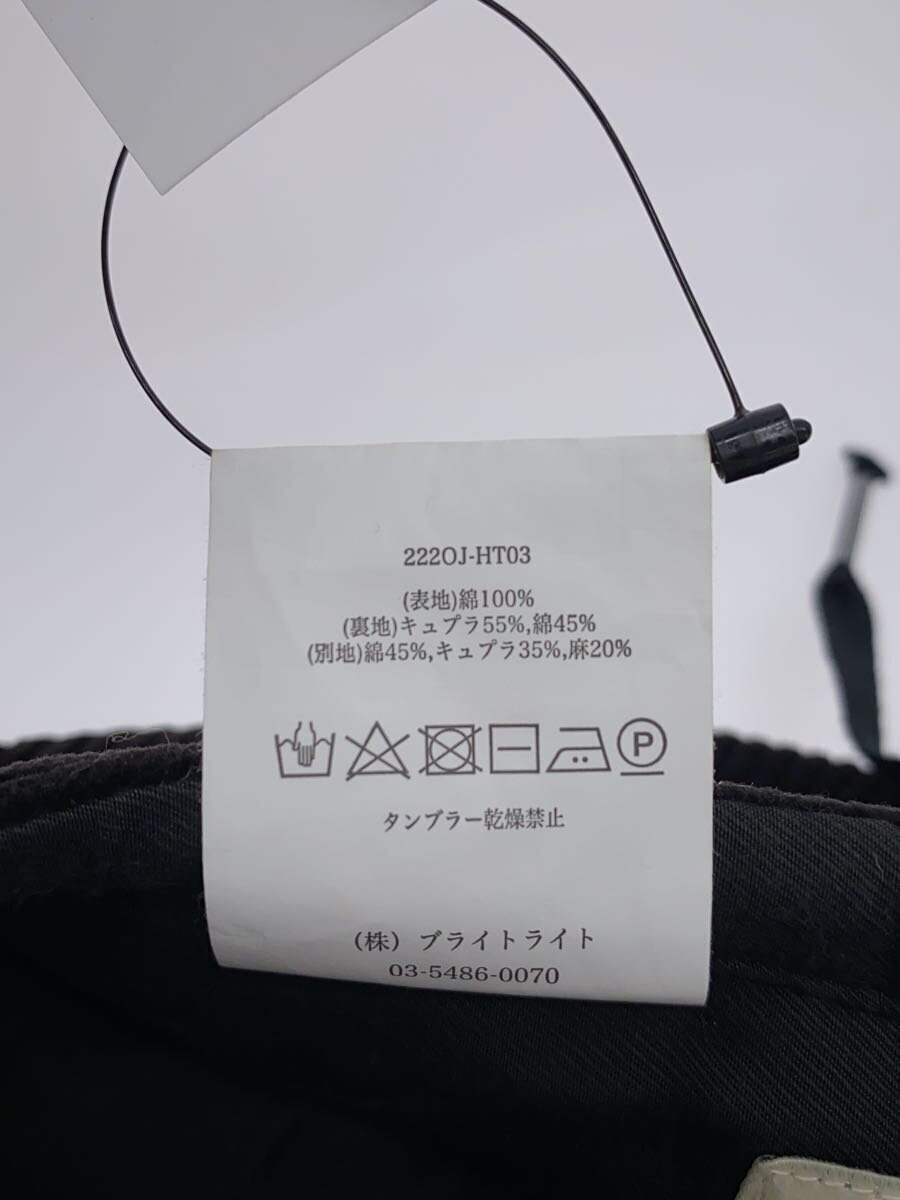 222OJ-HT03
(表地)綿100%
(裏地)キュプラ55%,綿45%
(別地)綿45%,キュプラ35%,麻20%
P
タンブラー乾燥禁止
(株) ブライトライト
03-5486-0070